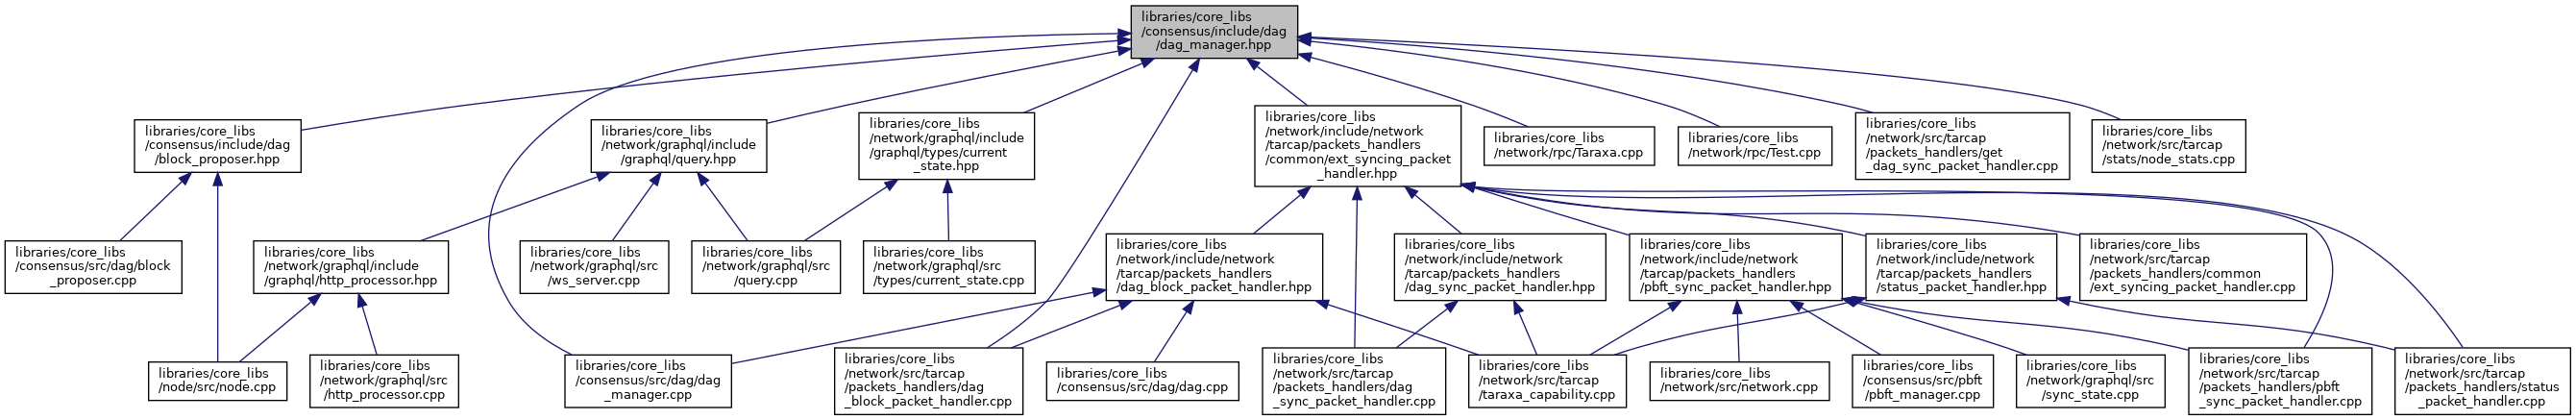 libraries/core_libs
/consensus/include/dag
/dag_manager.hpp
libraries/core_libs
/consensus/include/dag
/block_proposer.hpp
libraries/core_libs
/network/graphql/include
/graphql/query.hpp
libraries/core_libs
/network/graphql/include
/graphql/types/current
_state.hpp
libraries/core_libs
/network/include/network
/tarcap/packets_handlers
/common/ext_syncing_packet
_handler.hpp
libraries/core_libs
/network/rpc/Taraxa.cpp
libraries/core_libs
/network/rpc/Test.cpp
libraries/core_libs
/network/src/tarcap
/packets_handlers/get
_dag_sync_packet_handler.cpp
libraries/core_libs
/network/src/tarcap
/stats/node_stats.cpp
libraries/core_libs
/consensus/src/dag/block
_proposer.cpp
libraries/core_libs
/network/graphql/include
/graphql/http_processor.hpp
libraries/core_libs
/network/graphql/src
/ws_server.cpp
libraries/core_libs
/network/graphql/src
/query.cpp
libraries/core_libs
/network/graphql/src
/types/current_state.cpp
libraries/core_libs
/network/include/network
/tarcap/packets_handlers
/dag_block_packet_handler.hpp
libraries/core_libs
/network/include/network
/tarcap/packets_handlers
/dag_sync_packet_handler.hpp
libraries/core_libs
/network/include/network
/tarcap/packets_handlers
/pbft_sync_packet_handler.hpp
libraries/core_libs
/network/include/network
/tarcap/packets_handlers
/status_packet_handler.hpp
libraries/core_libs
/network/src/tarcap
/packets_handlers/common
/ext_syncing_packet_handler.cpp
libraries/core_libs
/node/src/node.cpp
libraries/core_libs
/network/graphql/src
/http_processor.cpp
libraries/core_libs
/consensus/src/dag/dag
_manager.cpp
libraries/core_libs
/network/src/tarcap
/packets_handlers/dag
_block_packet_handler.cpp
libraries/core_libs
/consensus/src/dag/dag.cpp
libraries/core_libs
/network/src/tarcap
/packets_handlers/dag
_sync_packet_handler.cpp
libraries/core_libs
/network/src/tarcap
/taraxa_capability.cpp
libraries/core_libs
/network/src/network.cpp
libraries/core_libs
/consensus/src/pbft
/pbft_manager.cpp
libraries/core_libs
/network/graphql/src
/sync_state.cpp
libraries/core_libs
/network/src/tarcap
/packets_handlers/pbft
_sync_packet_handler.cpp
libraries/core_libs
/network/src/tarcap
/packets_handlers/status
_packet_handler.cpp